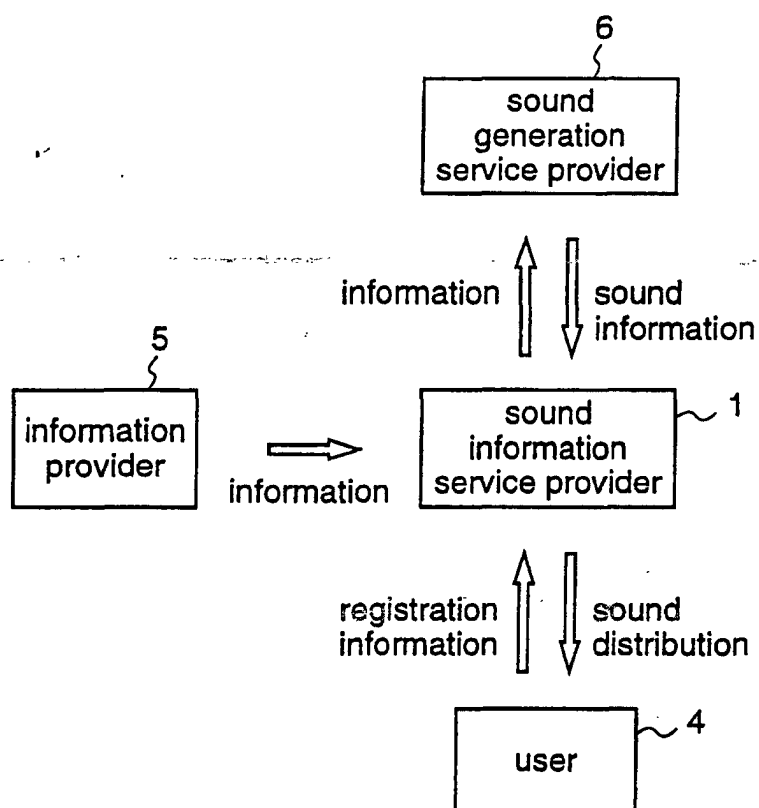 6
sound
generation
service provider
information
sound
information
5
information
provider
information
sound
information
service provider
1
registration
information
sound
distribution
4
user